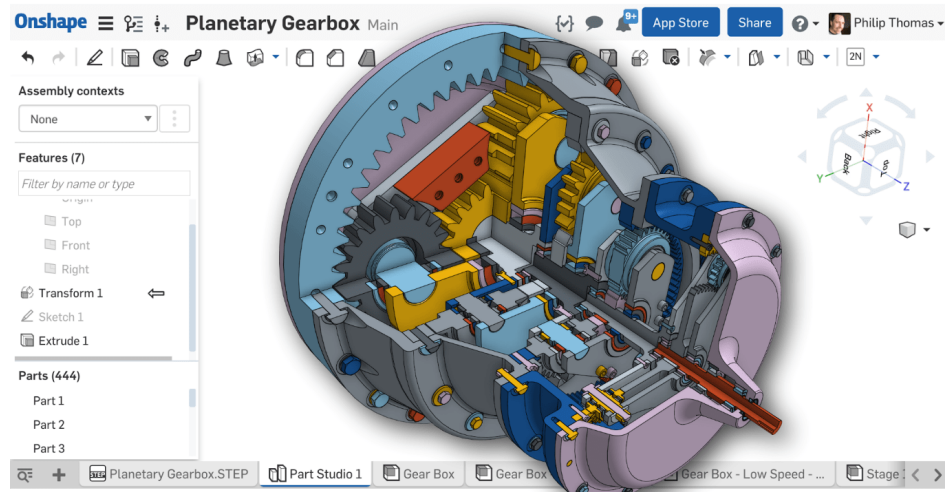 Onshape Planetary Gearbox Main 9+ App Store Share Philip Thomas
2N
Assembly contexts
None
Features (7)
Filter by name or type
Origin
Top
Front
Right
Transform 1
Sketch 1
Extrude 1
Parts (444)
Part 1
Part 2
Part 3
X
Right
Back
Top
Y
Z
STEP Planetary Gearbox.STEP Part Studio 1 Gear Box Gear Box Gear Box - Low Speed - ... Stage